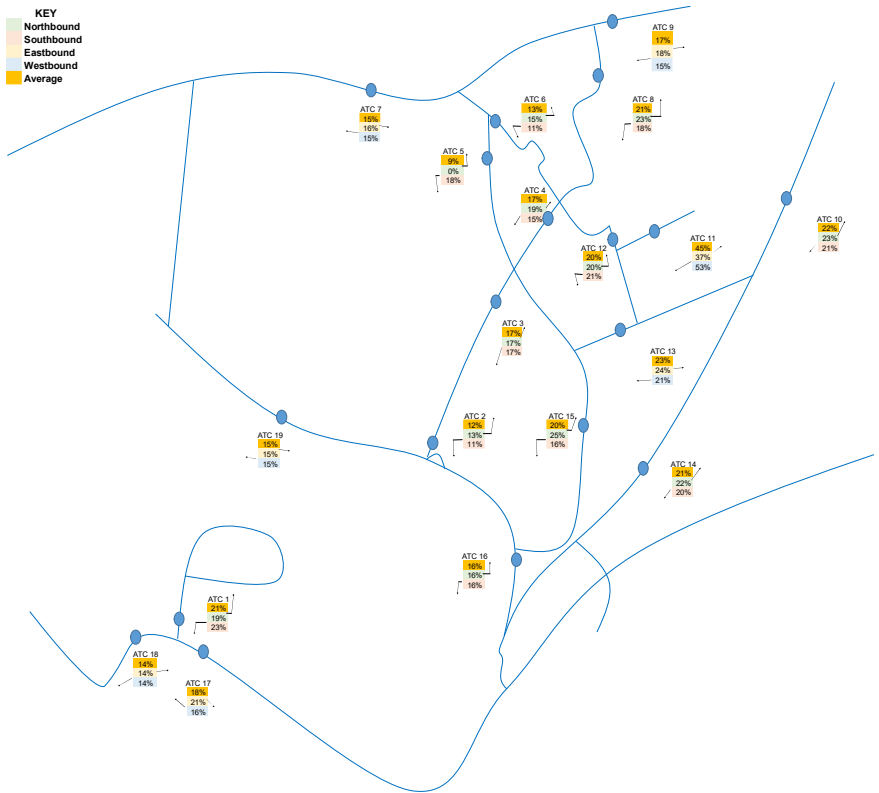 KEY
Northbound
Southbound
Eastbound
Westbound
Average
ATC 9
17%
18%
15%
ATC 7
15%
16%
15%
ATC 6
13%
15%
11%
ATC 8
21%
23%
18%
ATC 5
9%
0%
18%
ATC 4
17%
19%
15%
ATC 10
22%
23%
21%
ATC 11
45%
37%
53%
ATC 12
20%
20%
21%
ATC 3
17%
17%
17%
ATC 13
23%
24%
21%
ATC 2
12%
13%
11%
ATC 15
20%
25%
16%
ATC 19
15%
15%
15%
ATC 14
21%
22%
20%
ATC 16
16%
16%
16%
ATC 1
21%
19%
23%
ATC 18
14%
14%
14%
ATC 17
18%
21%
16%